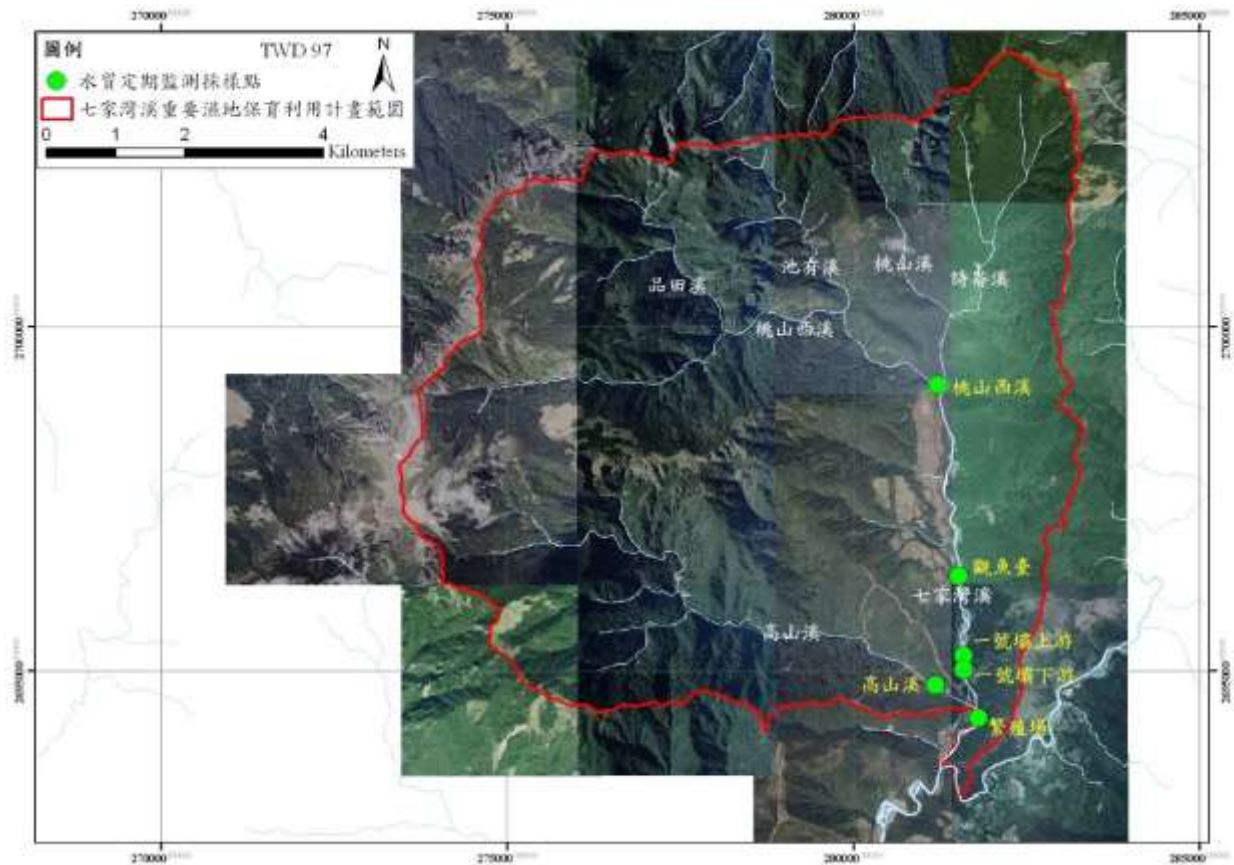 270000
275000
280000
285000
圖例
TWD 97
N
水質定期監測採樣點
七家灣溪重要濕地保育利用計畫範圍
0 1 2 4
Kilometers
品田溪
池有溪
桃山溪
桃山西溪
2700000
2700000
桃山西溪
觀魚臺
七家灣溪
高山溪
一號壩上游
一號壩下游
高山溪
繁殖場
2695000
2695000
270000
275000
280000
285000